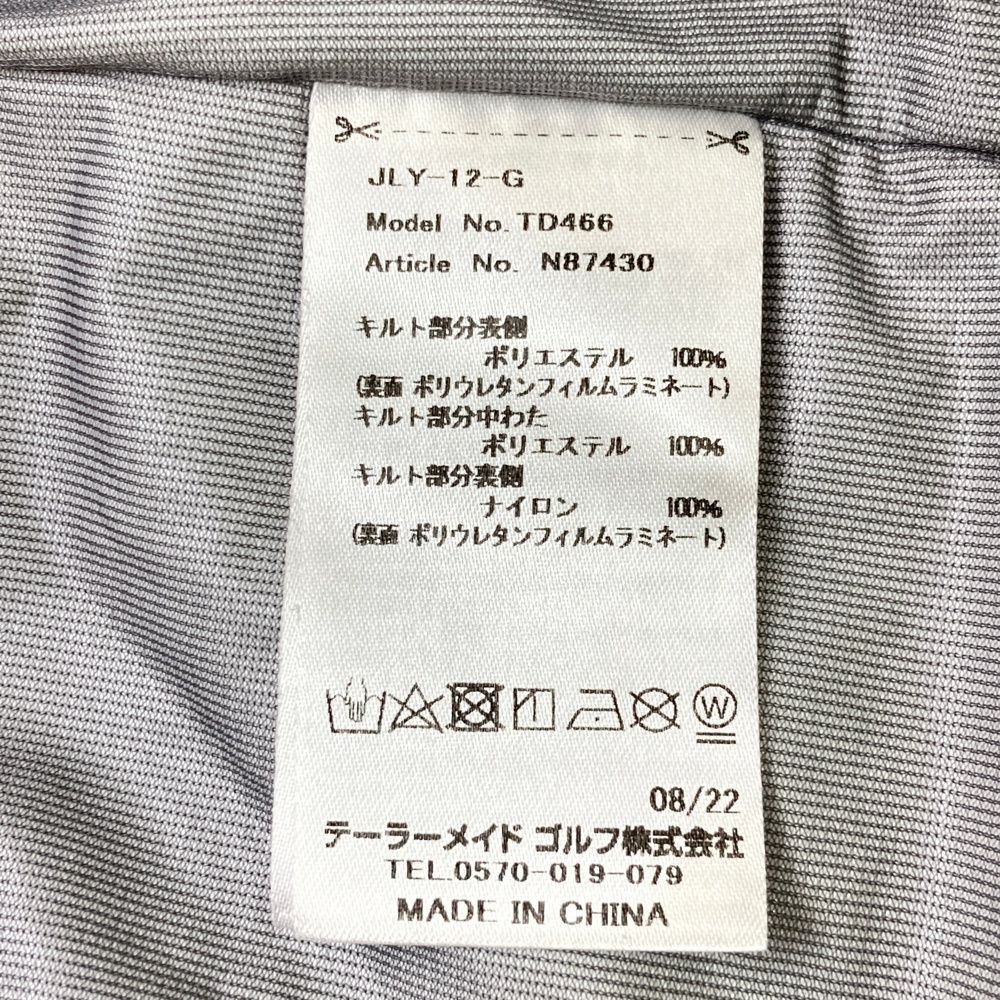 JLY-12-G
Model No. TD466
Article No. N87430
キルト部分表側
ポリエステル 100%
(裏面 ポリウレタンフィルムラミネート)
キルト部分中わた
ポリエステル 100%
キルト部分裏側
ナイロン 100%
(裏面 ポリウレタンフィルムラミネート)
W
08/22
テーラーメイド ゴルフ株式会社
TEL.0570-019-079
MADE IN CHINA